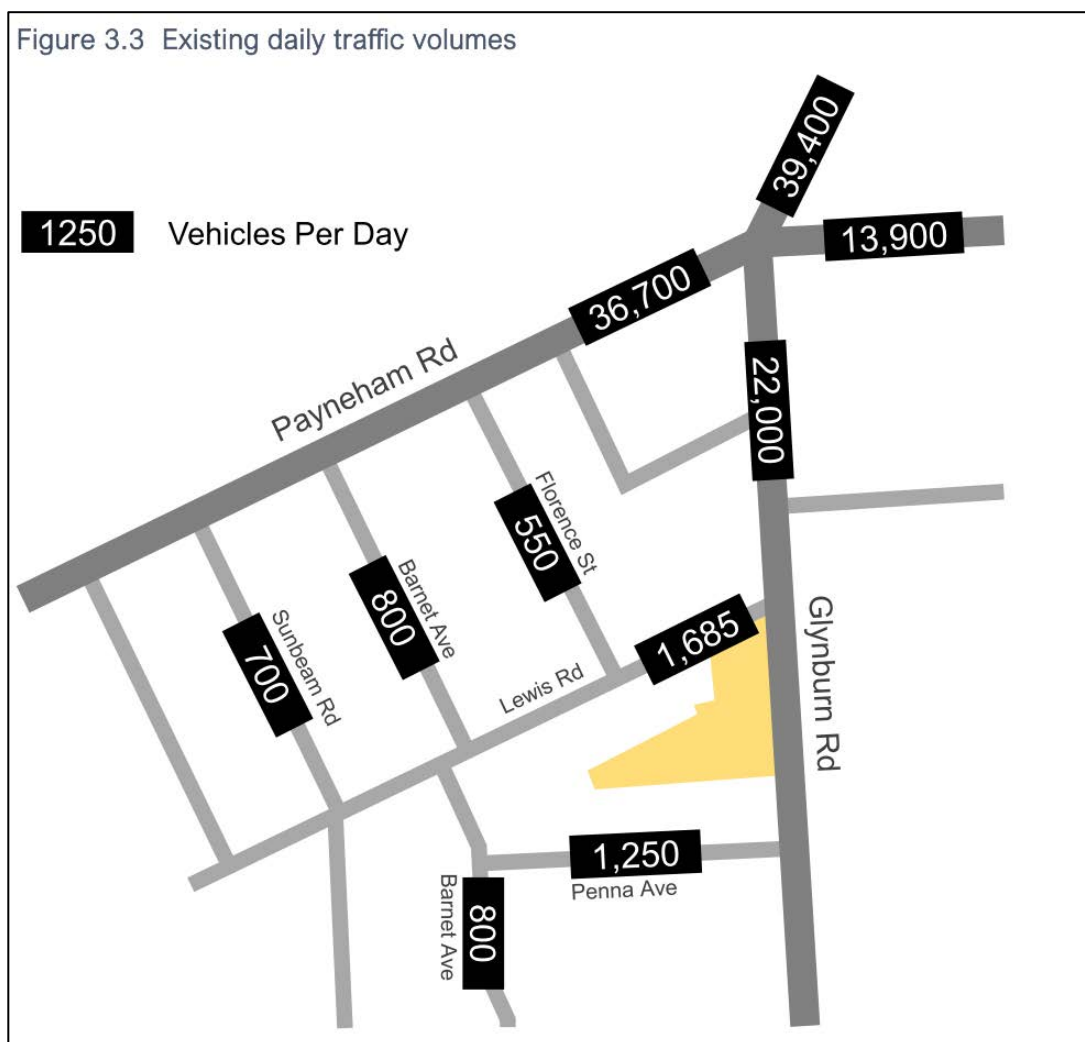 Figure 3.3 Existing daily traffic volumes
39,400
1250 Vehicles Per Day
13,900
36,700
Payneham Rd
22,000
Florence St
550
Barnet Ave
800
Sunbeam Rd
700
1,685
Lewis Rd
Glynburn Rd
1,250
Penna Ave
Barnet Ave
800